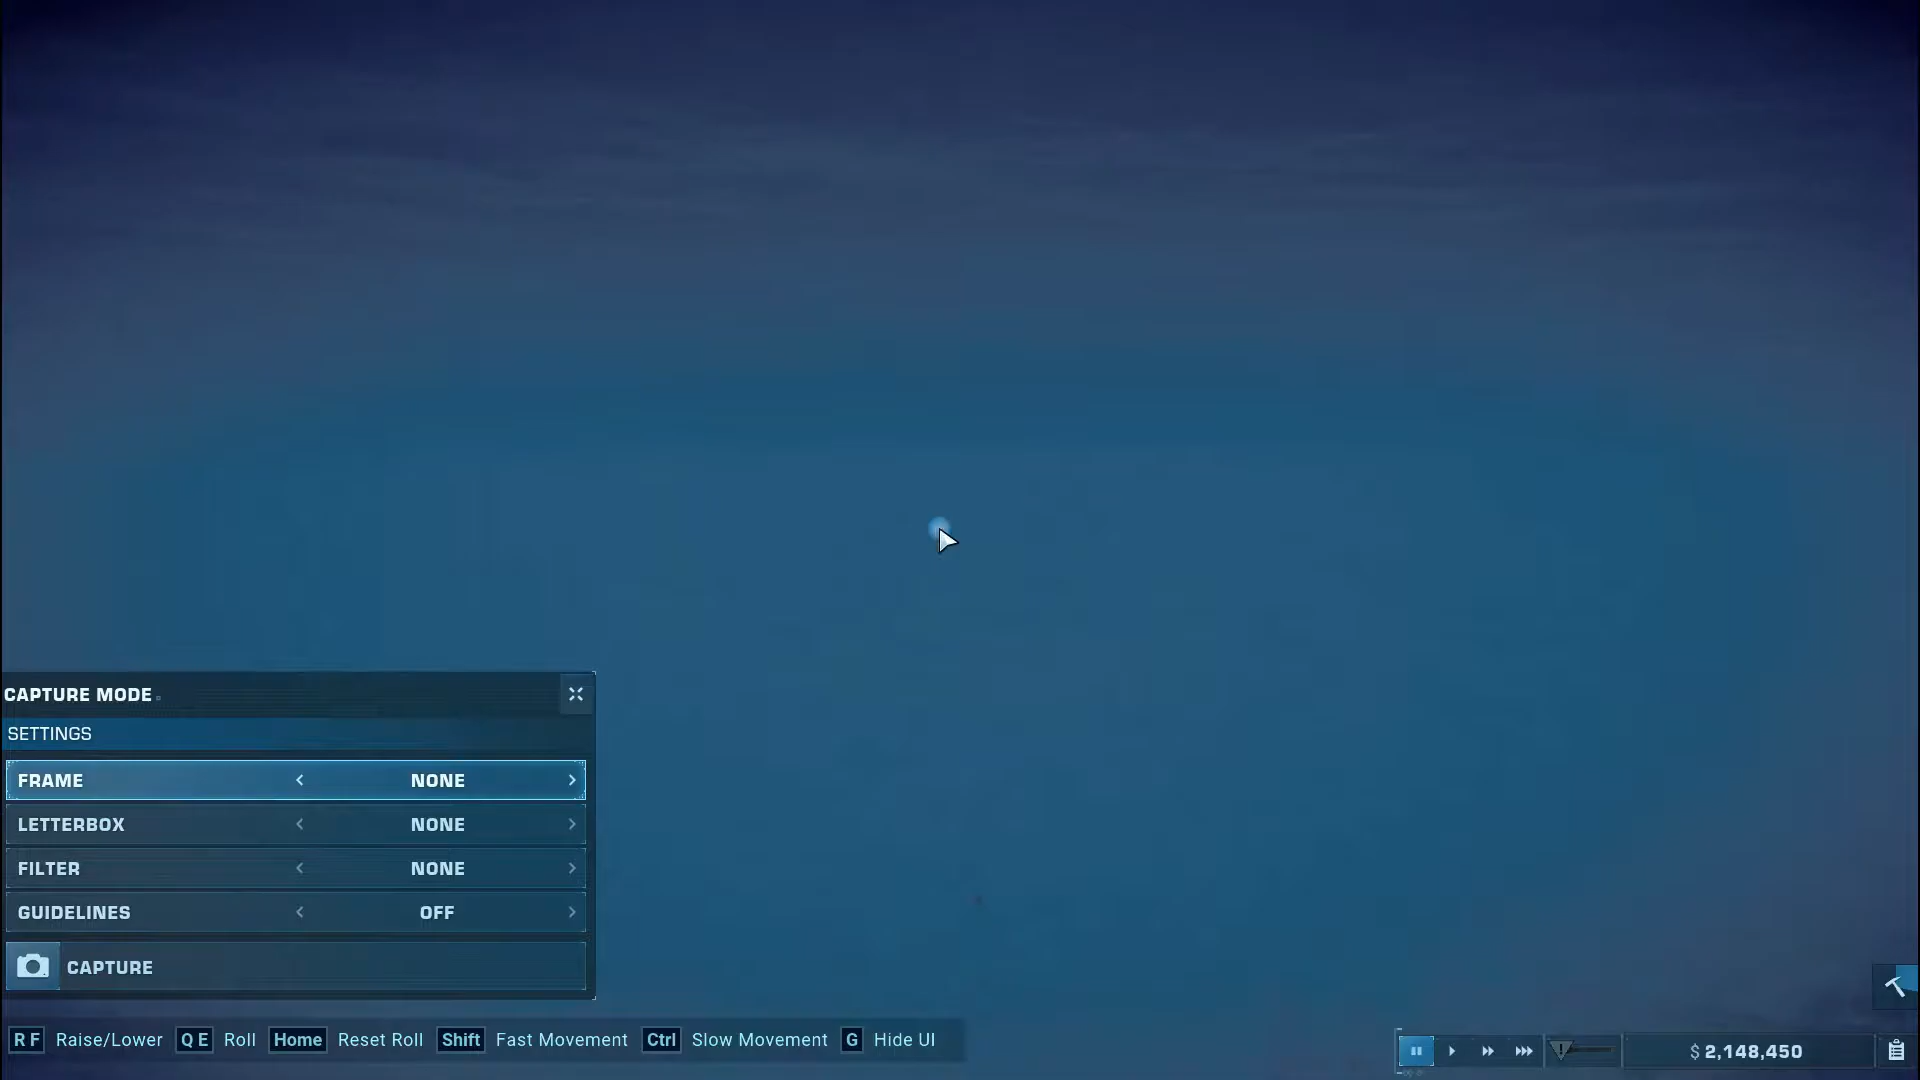 CAPTURE MODE
SETTINGS
FRAME NONE
LETTERBOX NONE
FILTER NONE
GUIDELINES OFF
CAPTURE
R F Raise/Lower Q E Roll Home Reset Roll Shift Fast Movement Ctrl Slow Movement G Hide UI
$ 2,148,450